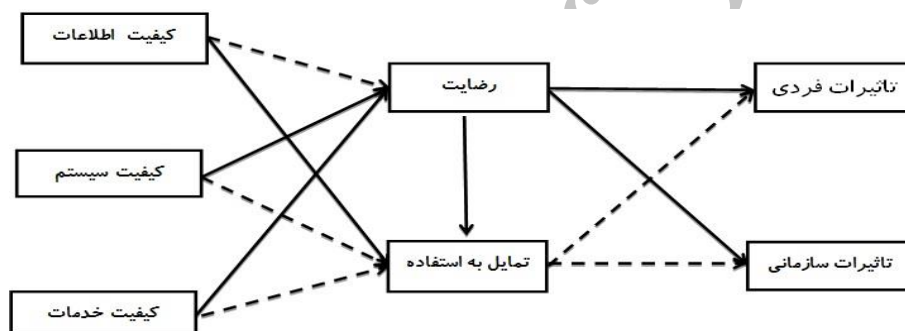 کیفیت اطلاعات
رضایت
تاثیرات فردی
کیفیت سیستم
تمایل به استفاده
تاثیرات سازمانی
کیفیت خدمات